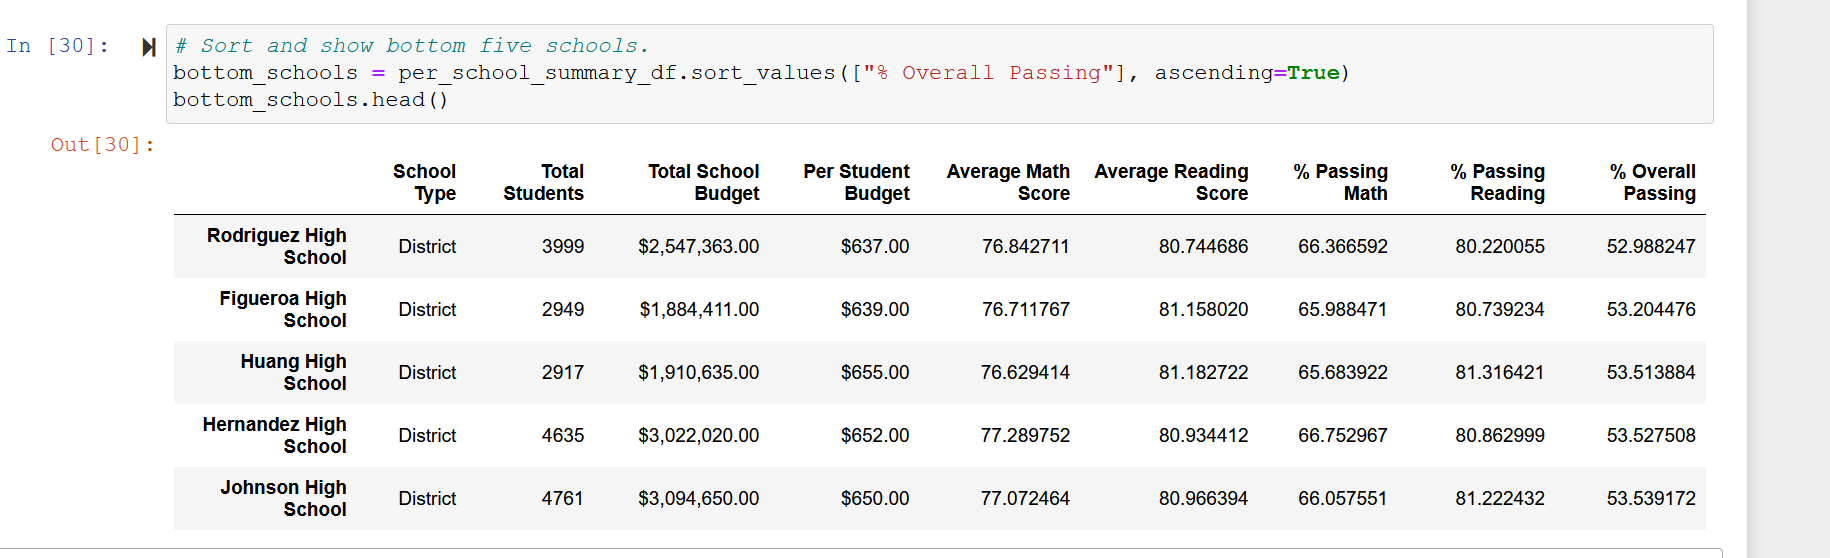 In [30]:
# Sort and show bottom five schools.
bottom_schools = per_school_summary_df.sort_values(["% Overall Passing"], ascending=True)
bottom_schools.head()
Out[30]:
School Type Total Students Total School Budget Per Student Budget Average Math Score Average Reading Score % Passing Math % Passing Reading % Overall Passing
Rodriguez High School District 3999 $2,547,363.00 $637.00 76.842711 80.744686 66.366592 80.220055 52.988247
Figueroa High School District 2949 $1,884,411.00 $639.00 76.711767 81.158020 65.988471 80.739234 53.204476
Huang High School District 2917 $1,910,635.00 $655.00 76.629414 81.182722 65.683922 81.316421 53.513884
Hernandez High School District 4635 $3,022,020.00 $652.00 77.289752 80.934412 66.752967 80.862999 53.527508
Johnson High School District 4761 $3,094,650.00 $650.00 77.072464 80.966394 66.057551 81.222432 53.539172